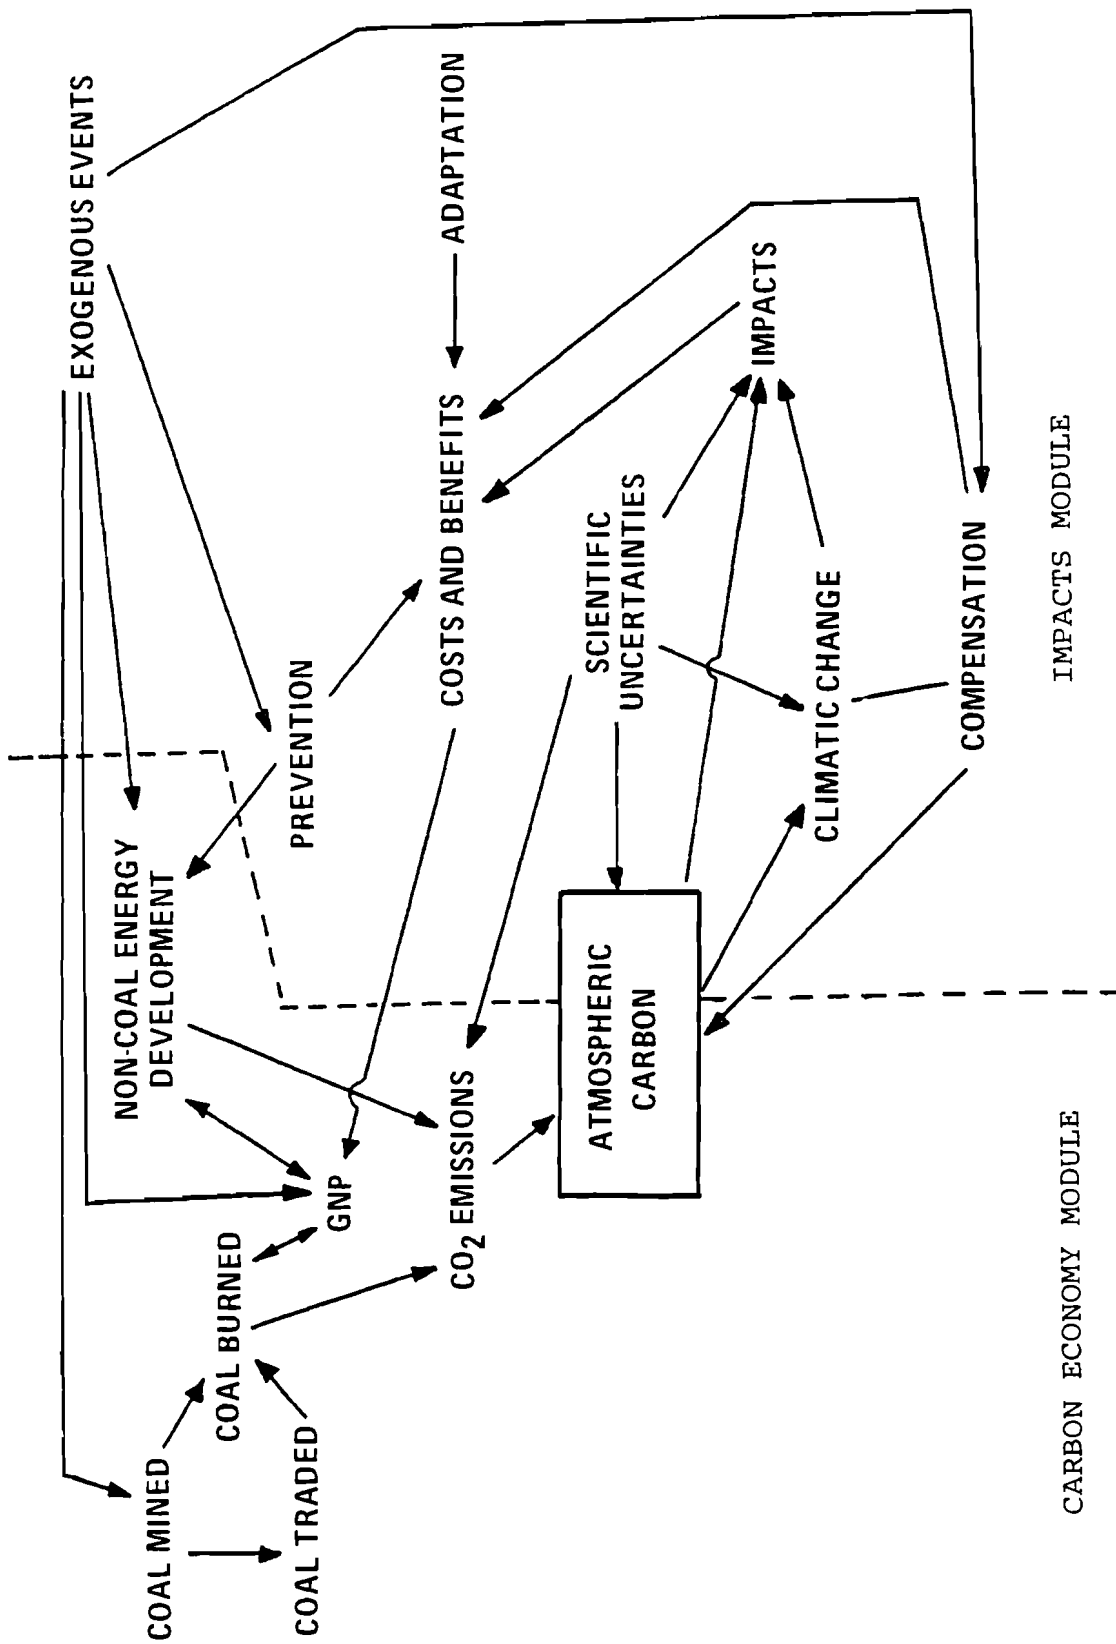 EXOGENOUS EVENTS
COAL MINED
NON-COAL ENERGY
DEVELOPMENT
COAL BURNED
COAL TRADED
PREVENTION
GNP
ADAPTATION
COSTS AND BENEFITS
CO₂ EMISSIONS
SCIENTIFIC
UNCERTAINTIES
ATMOSPHERIC
CARBON
IMPACTS
CLIMATIC CHANGE
COMPENSATION
CARBON ECONOMY MODULE
IMPACTS MODULE